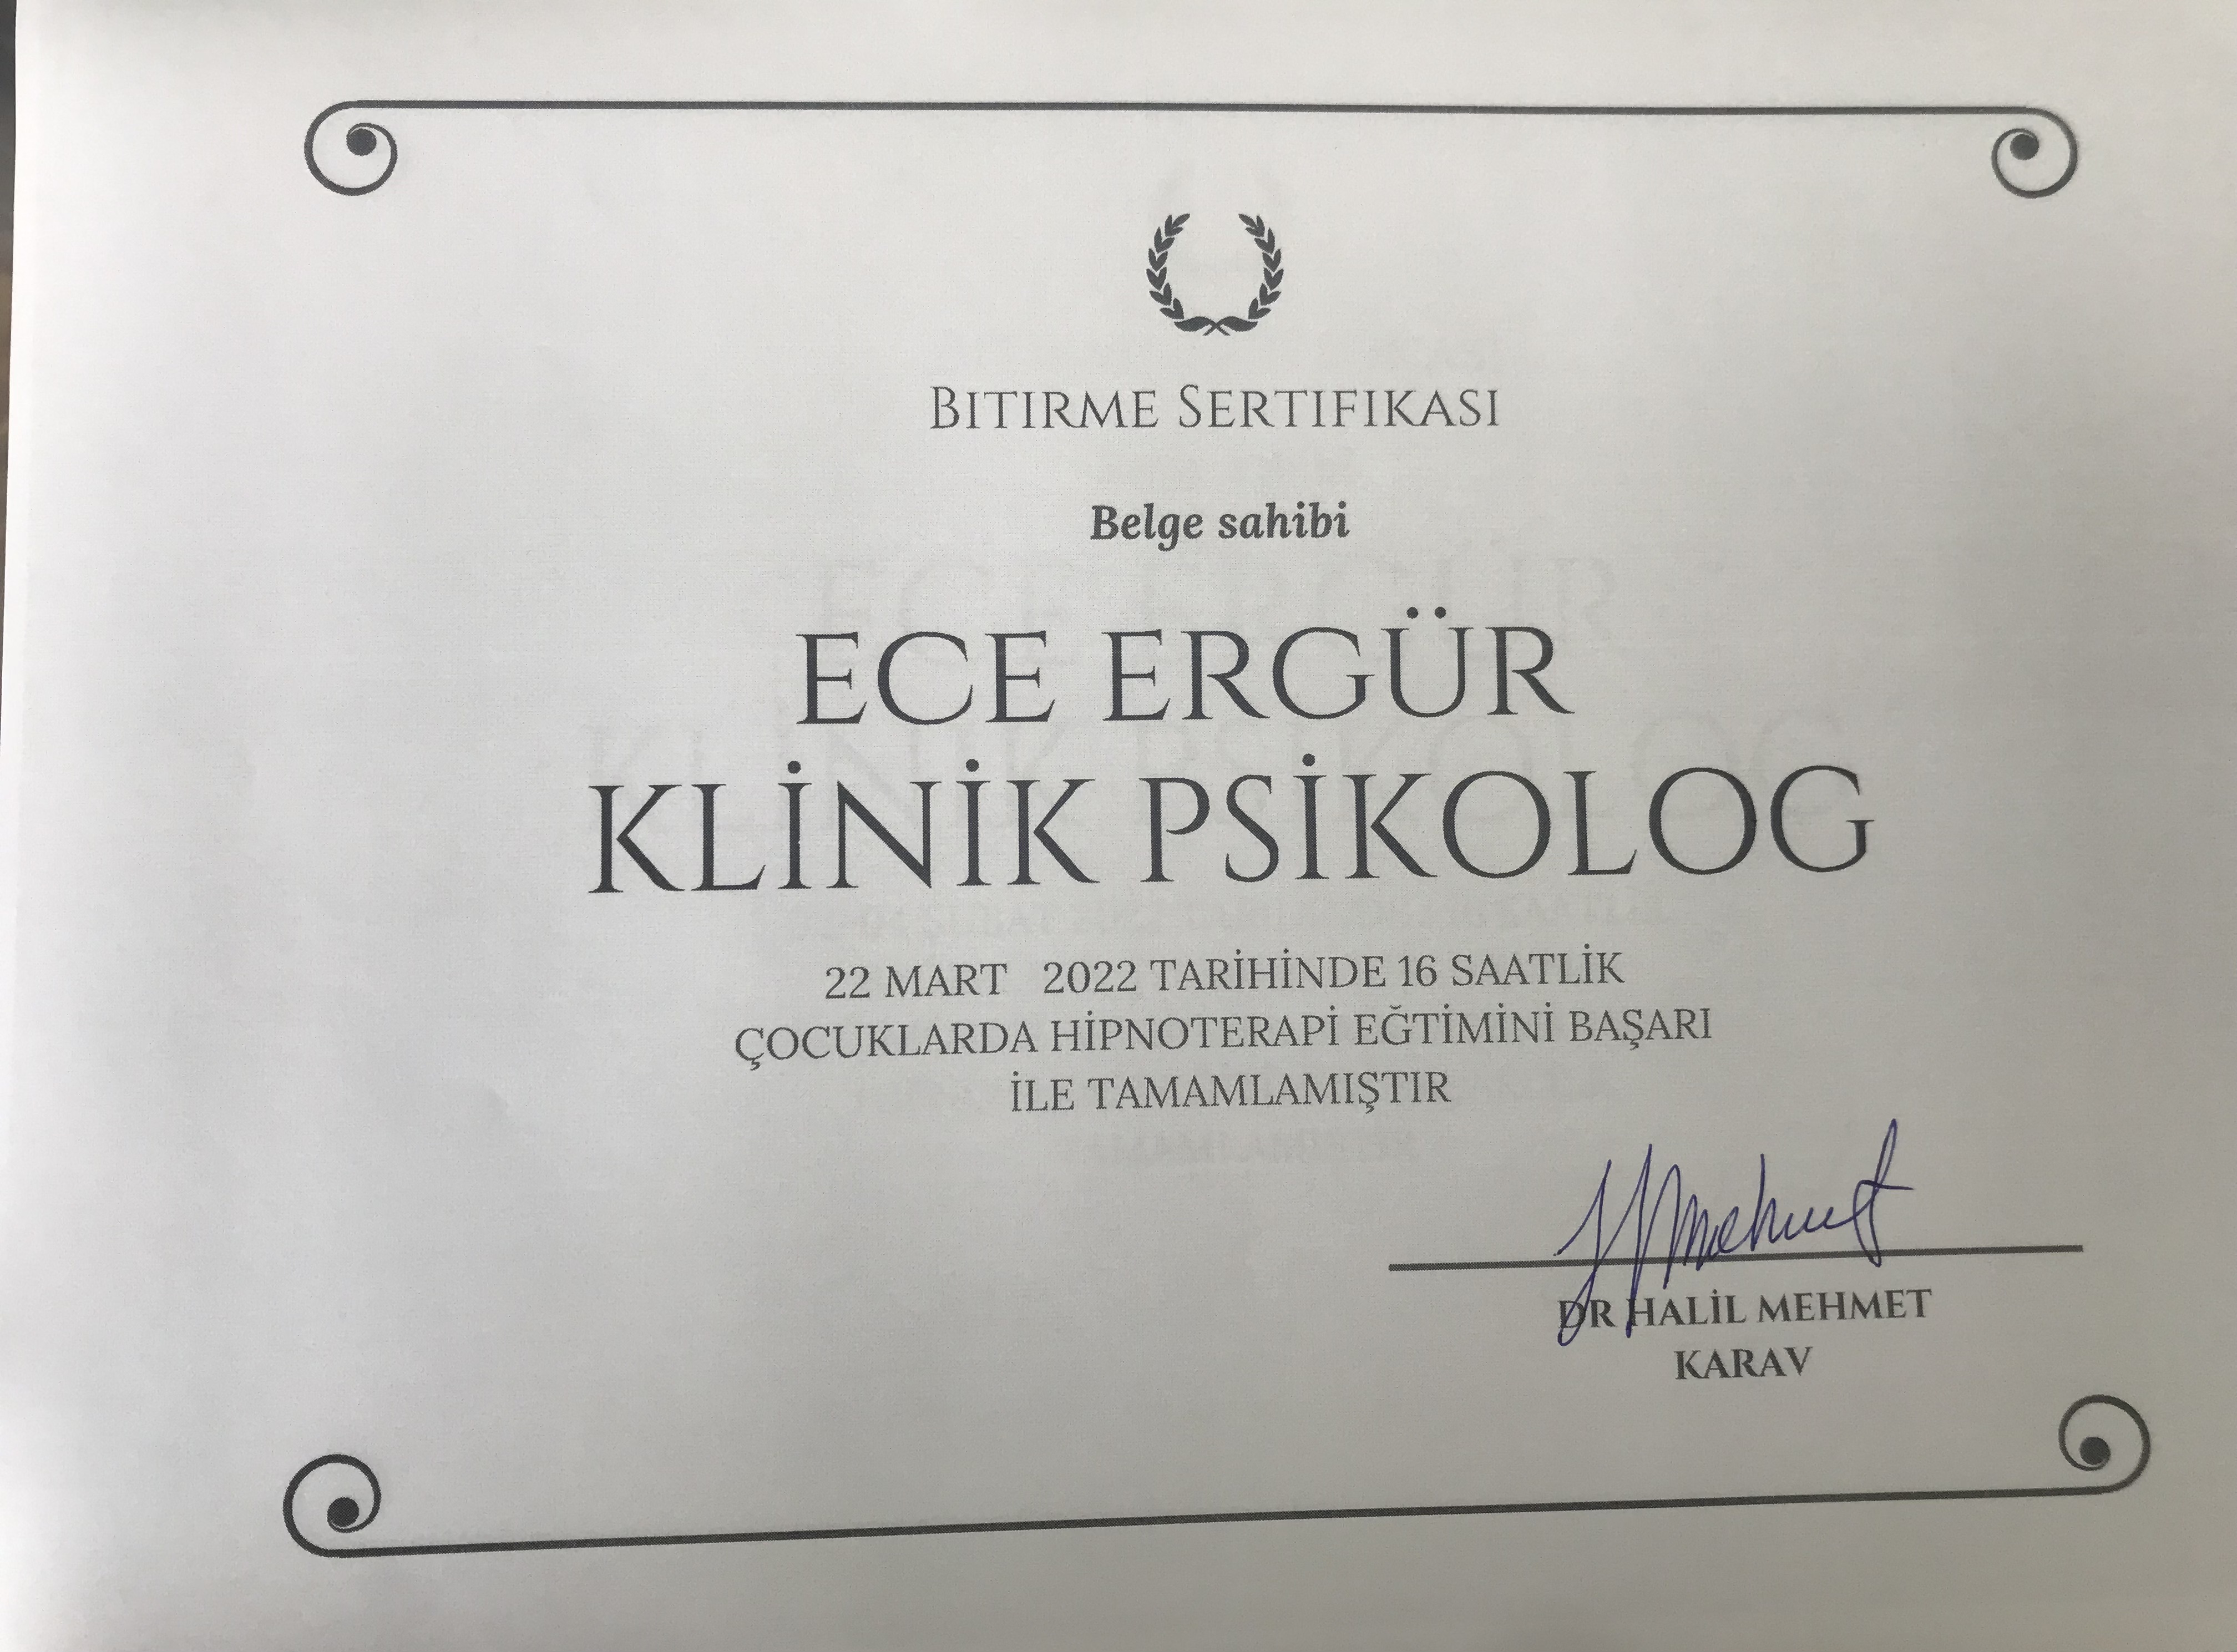 BITIRME SERTIFIKASI
Belge sahibi
ECE ERGÜR
KLİNİK PSİKOLOG
22 MART 2022 TARİHİNDE 16 SAATLİK
ÇOCUKLARDA HİPNOTERAPİ EĞTİMİNİ BAŞARI
İLE TAMAMLAMIŞTIR
DR HALİL MEHMET
KARAV